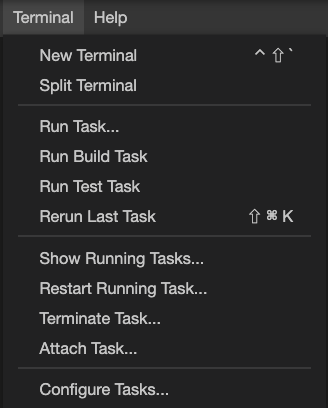 Terminal Help
New Terminal ⌃⇧`
Split Terminal
Run Task...
Run Build Task
Run Test Task
Rerun Last Task ⇧⌘K
Show Running Tasks...
Restart Running Task...
Terminate Task...
Attach Task...
Configure Tasks...